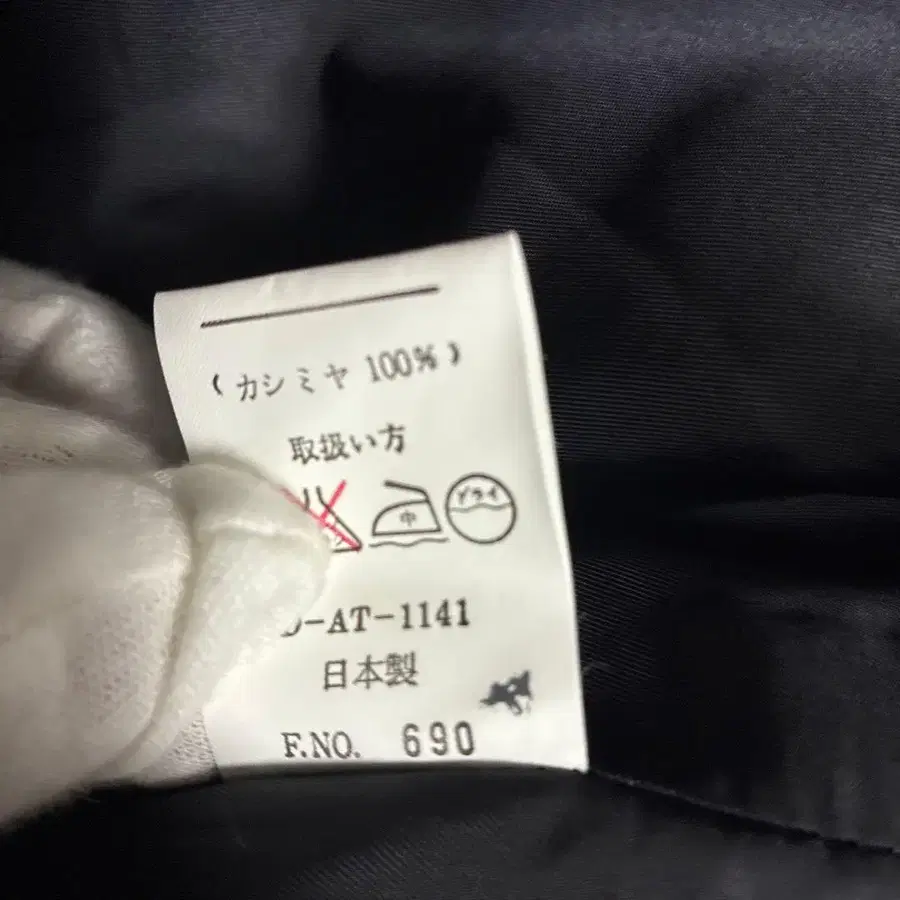 (カシミヤ 100%)
取扱い方
中 ドライ
-AT-1141
日本製
F.NO. 690